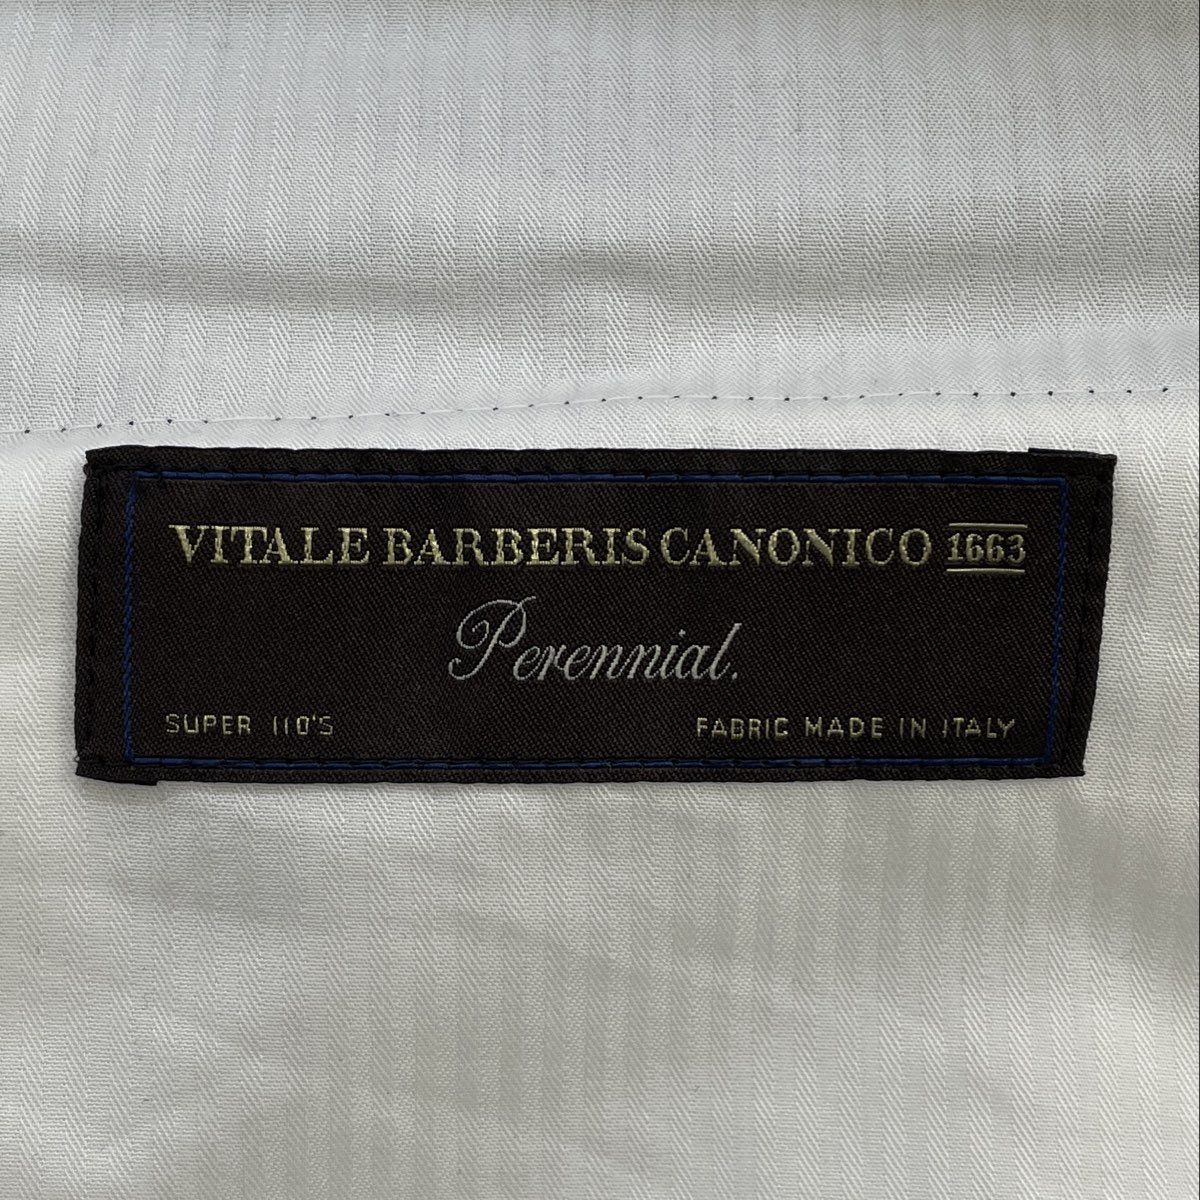 VITALE BARBERIS CANONICO 1663
Perennial.
SUPER 110'S FABRIC MADE IN ITALY